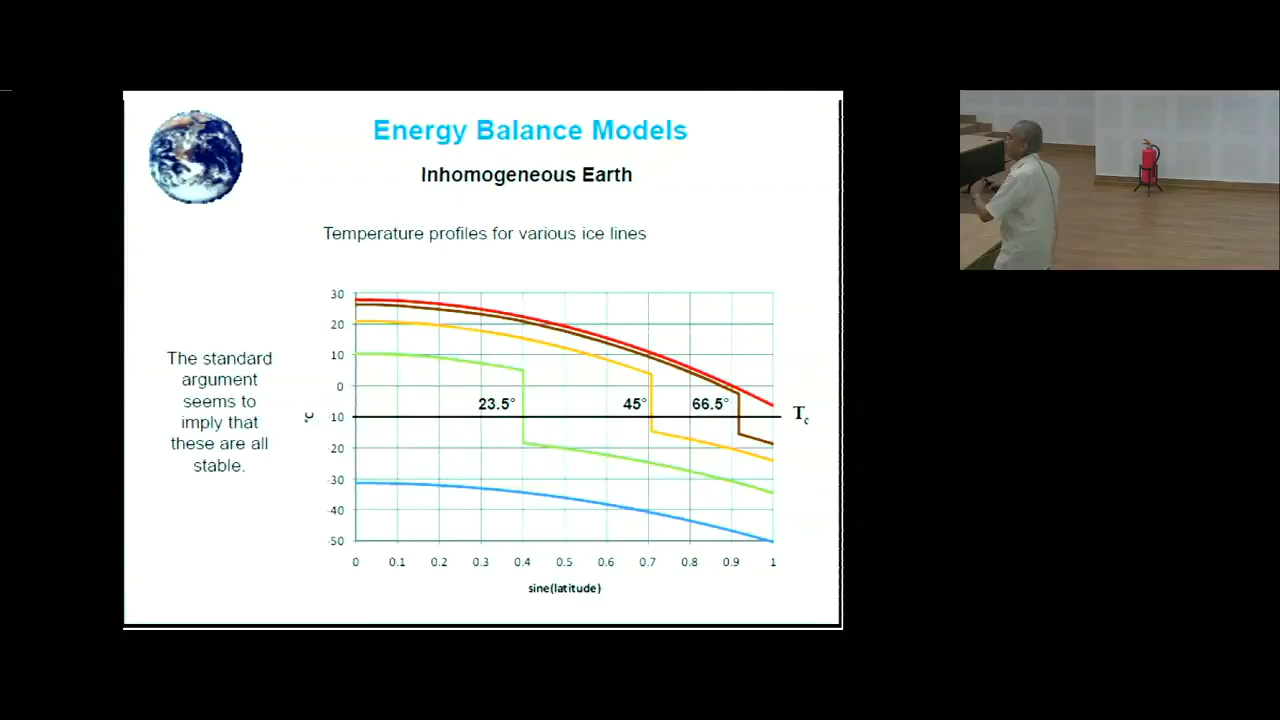 Energy Balance Models
Inhomogeneous Earth
Temperature profiles for various ice lines
The standard
argument
seems to
imply that
these are all
stable.
30
20
10
0
-10
-20
-30
-40
-50
°C
23.5°
45°
66.5°
Tc
0 0.1 0.2 0.3 0.4 0.5 0.6 0.7 0.8 0.9 1
sine(latitude)